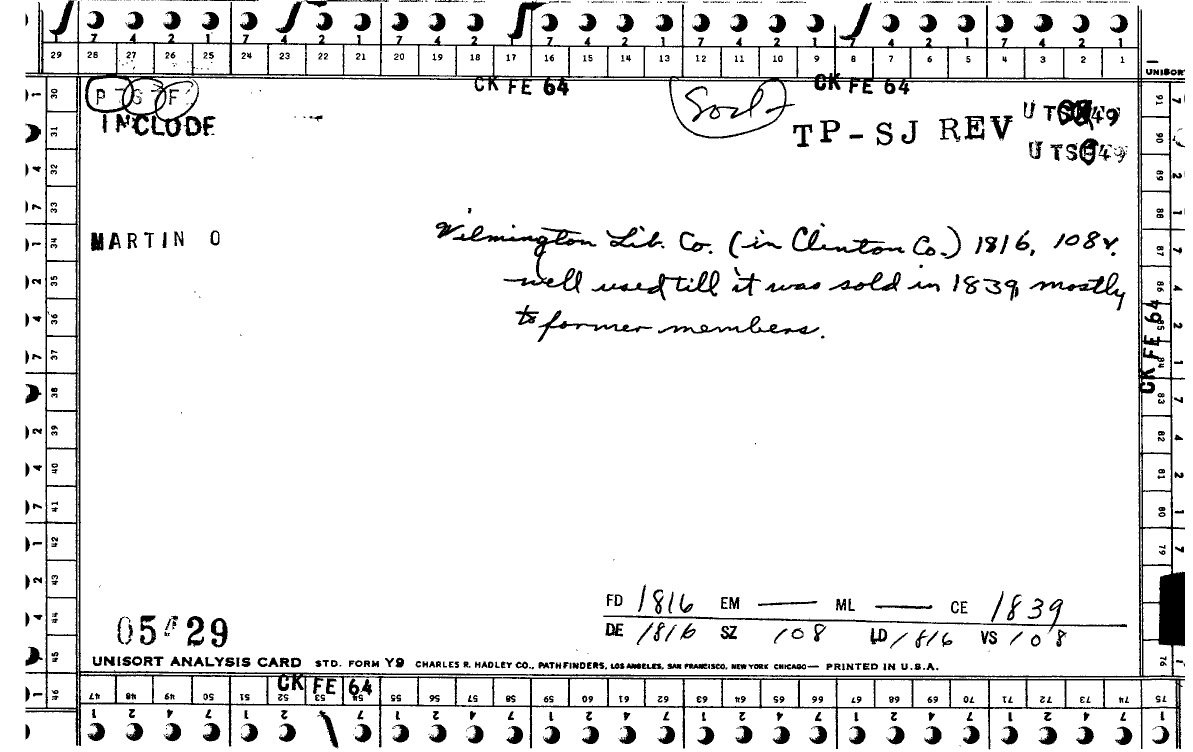 7 4 2 1 7 4 2 1 7 4 2 1 7 4 2 1 7 4 2 1 7 4 2 1 7 4 2 1
29 28 27 26 25 24 23 22 21 20 19 18 17 16 15 14 13 12 11 10 9 8 7 6 5 4 3 2 1
UNISORT
CK FE 64
CK FE 64
P S F
INCLUDE
TP-SJ REV
MARTIN O
Wilmington Lib. Co. (in Clinton Co.) 1816, 108v.
well used till it was sold in 1839, mostly
to former members.
CK FE 64
30 31 32 33 34 35 36 37 38 39 40 41 42 43 44 45 46
91 90 89 88 87 86 85 84 83 82 81 80 79 76
FD 1816 EM — ML — CE 1839
DE 1816 SZ 108 LD 1816 VS 108
29
UNISORT ANALYSIS CARD STD. FORM Y9 CHARLES R. HADLEY CO., PATHFINDERS, LOS ANGELES, SAN FRANCISCO, NEW YORK CHICAGO— PRINTED IN U.S.A.
CK FE 64
47 48 49 50 51 52 53 54 55 56 57 58 59 60 61 62 63 64 65 66 67 68 69 70 71 72 73 74 75
1 2 4 7 1 2 4 7 1 2 4 7 1 2 4 7 1 2 4 7 1 2 4 7 1 2 4 7 1